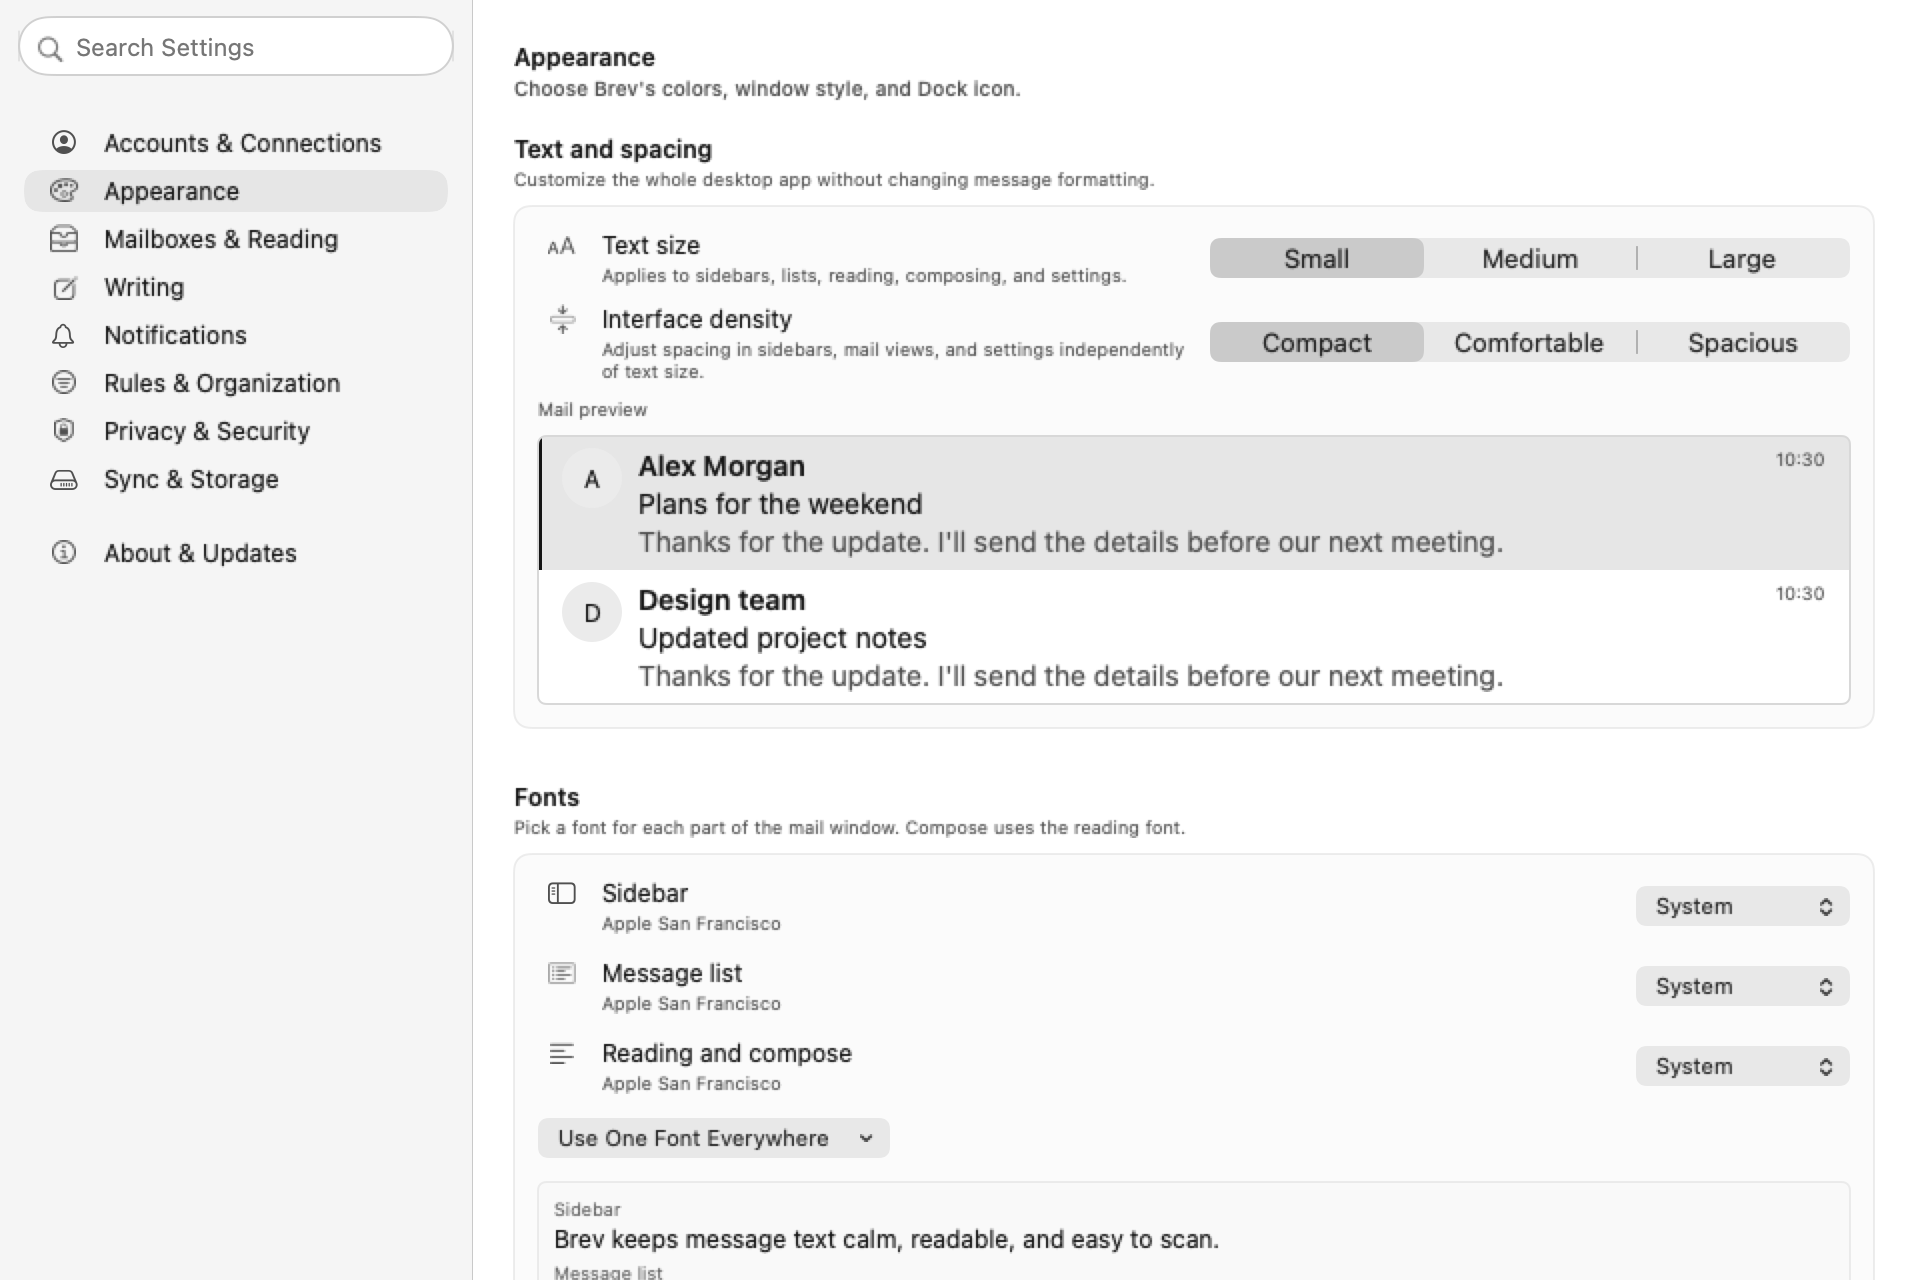 Search Settings
Accounts & Connections
Appearance
Mailboxes & Reading
Writing
Notifications
Rules & Organization
Privacy & Security
Sync & Storage
About & Updates
Appearance
Choose Brev's colors, window style, and Dock icon.
Text and spacing
Customize the whole desktop app without changing message formatting.
AA Text size
Applies to sidebars, lists, reading, composing, and settings.
Small Medium Large
Interface density
Adjust spacing in sidebars, mail views, and settings independently
of text size.
Compact Comfortable Spacious
Mail preview
A
Alex Morgan 10:30
Plans for the weekend
Thanks for the update. I'll send the details before our next meeting.
D
Design team 10:30
Updated project notes
Thanks for the update. I'll send the details before our next meeting.
Fonts
Pick a font for each part of the mail window. Compose uses the reading font.
Sidebar
Apple San Francisco
System
Message list
Apple San Francisco
System
Reading and compose
Apple San Francisco
System
Use One Font Everywhere
Sidebar
Brev keeps message text calm, readable, and easy to scan.
Message list